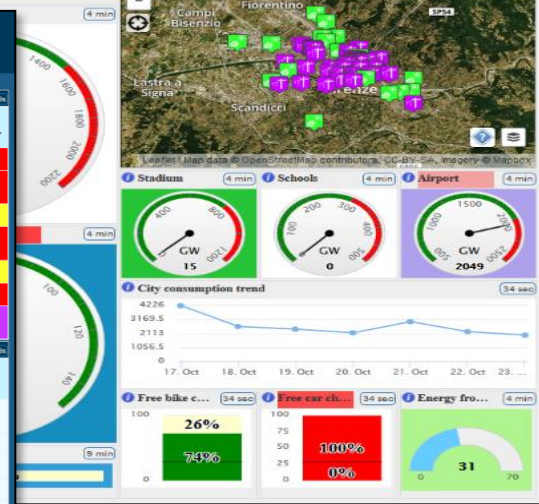 4 min
1400
1600
1800
2000
2200
4 min
100
120
140
9 min
Fiorentino
Campi
Bisenzio
SP54
Lastra a
Signa
Scandicci
Leaflet | Map data © OpenStreetMap contributors, CC-BY-SA, Imagery © Mapbox
Stadium
4 min
400
800
1200
0
GW
15
Schools
4 min
100
200
300
400
500
0
GW
0
Airport
4 min
500
1000
1500
2000
2500
GW
2049
City consumption trend
34 sec
4226
3169.5
2113
1056.5
0
17. Oct
18. Oct
19. Oct
20. Oct
21. Oct
22. Oct
23. ...
Free bike c...
34 sec
100
0
26%
74%
Free car ch...
34 sec
100
75
50
25
0
100%
0%
Energy fro...
4 min
0
31
70